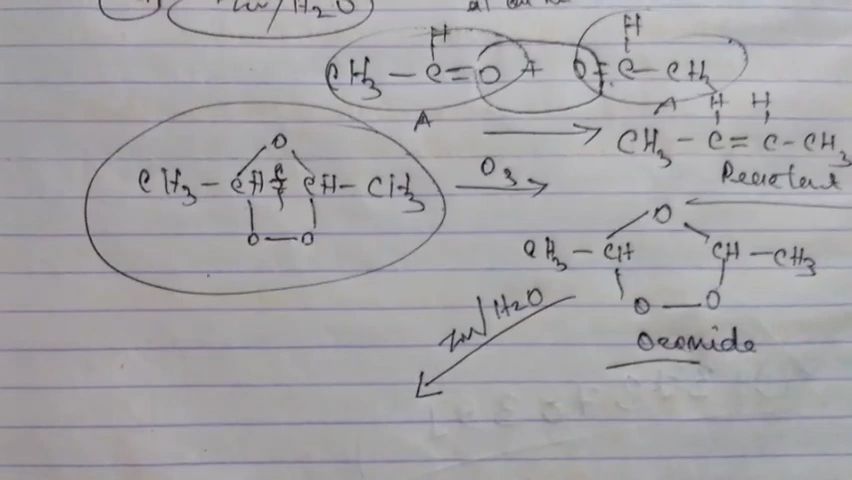 Zn/H2O
H H
CH3 – C = O + O = C – CH3
A A
H H
CH3 – C = C – CH3
Reactant
O
CH3 – CH CH – CH3
O – O
O3
O
CH3 – CH CH – CH3
O – O
Zn/H2O
Ozonide